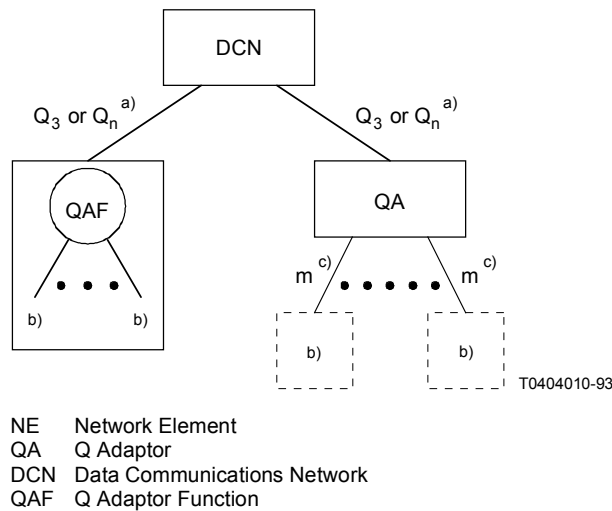 DCN
Q3 or Qn a) Q3 or Qn a)
QAF QA
m c) m c)
b) b) b) b)
T0404010-93
NE Network Element
QA Q Adaptor
DCN Data Communications Network
QAF Q Adaptor Function